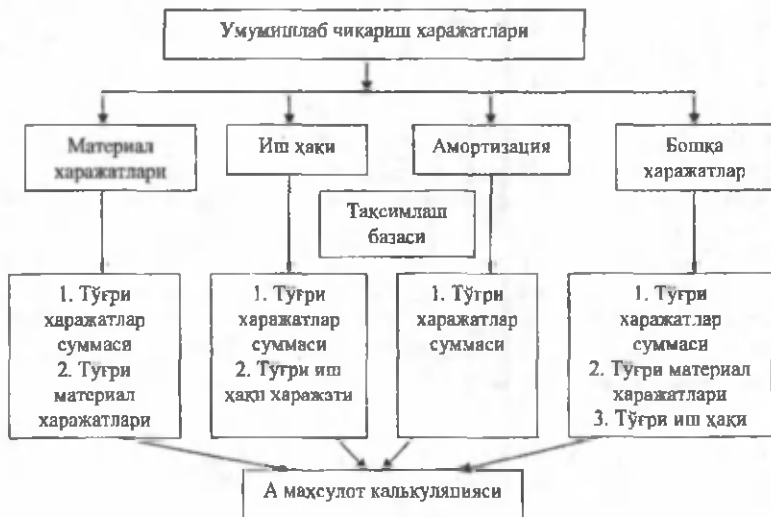 Умумишлаб чиқариш харажатлари
Материал
харажатлари
Иш ҳақи
Амортизация
Бошқа
харажатлар
Тақсимлаш
базаси
1. Тўғри
харажатлар
суммаси
2. Тўғри
материал
харажатлари
1. Тўғри
харажатлар
суммаси
2. Тўғри иш
ҳақи харажати
1. Тўғри
харажатлар
суммаси
1. Тўғри
харажатлар
суммаси
2. Тўғри материал
харажатлари
3. Тўғри иш ҳақи
А маҳсулот калькуляцияси